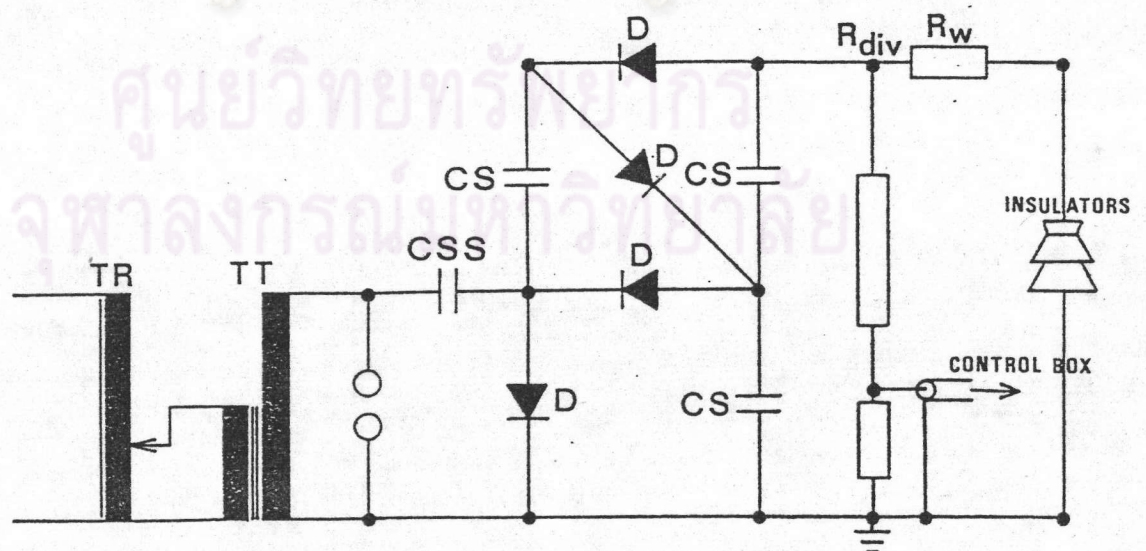 ศูนย์วิทยทรัพยากร
จุฬาลงกรณ์มหาวิทยาลัย
D
R_div
R_w
CS
D
CS
INSULATORS
TR
TT
CSS
D
CONTROL BOX
D
CS